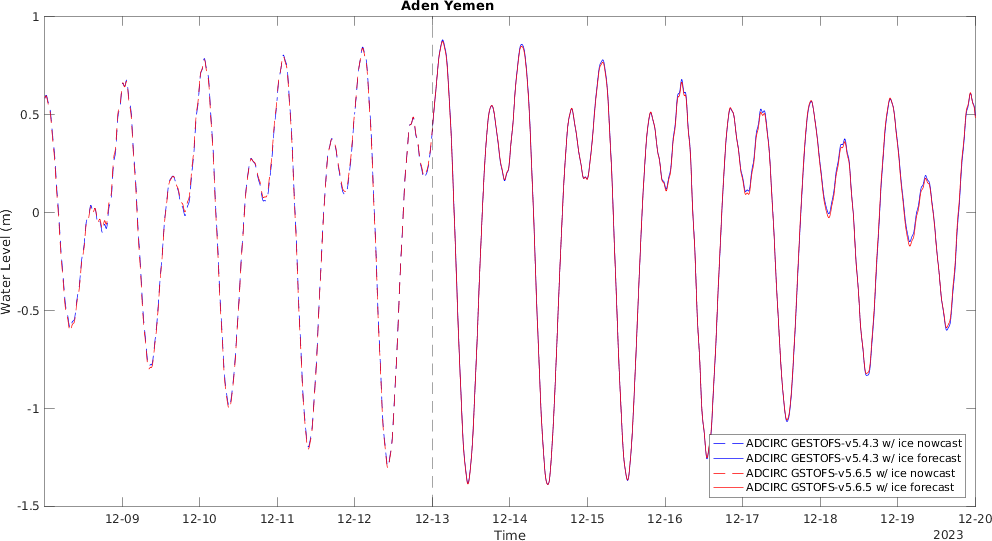 Aden Yemen
1
0.5
0
-0.5
-1
-1.5
Water Level (m)
12-09 12-10 12-11 12-12 12-13 12-14 12-15 12-16 12-17 12-18 12-19 12-20
Time
2023
ADCIRC GESTOFS-v5.4.3 w/ ice nowcast
ADCIRC GESTOFS-v5.4.3 w/ ice forecast
ADCIRC GSTOFS-v5.6.5 w/ ice nowcast
ADCIRC GSTOFS-v5.6.5 w/ ice forecast